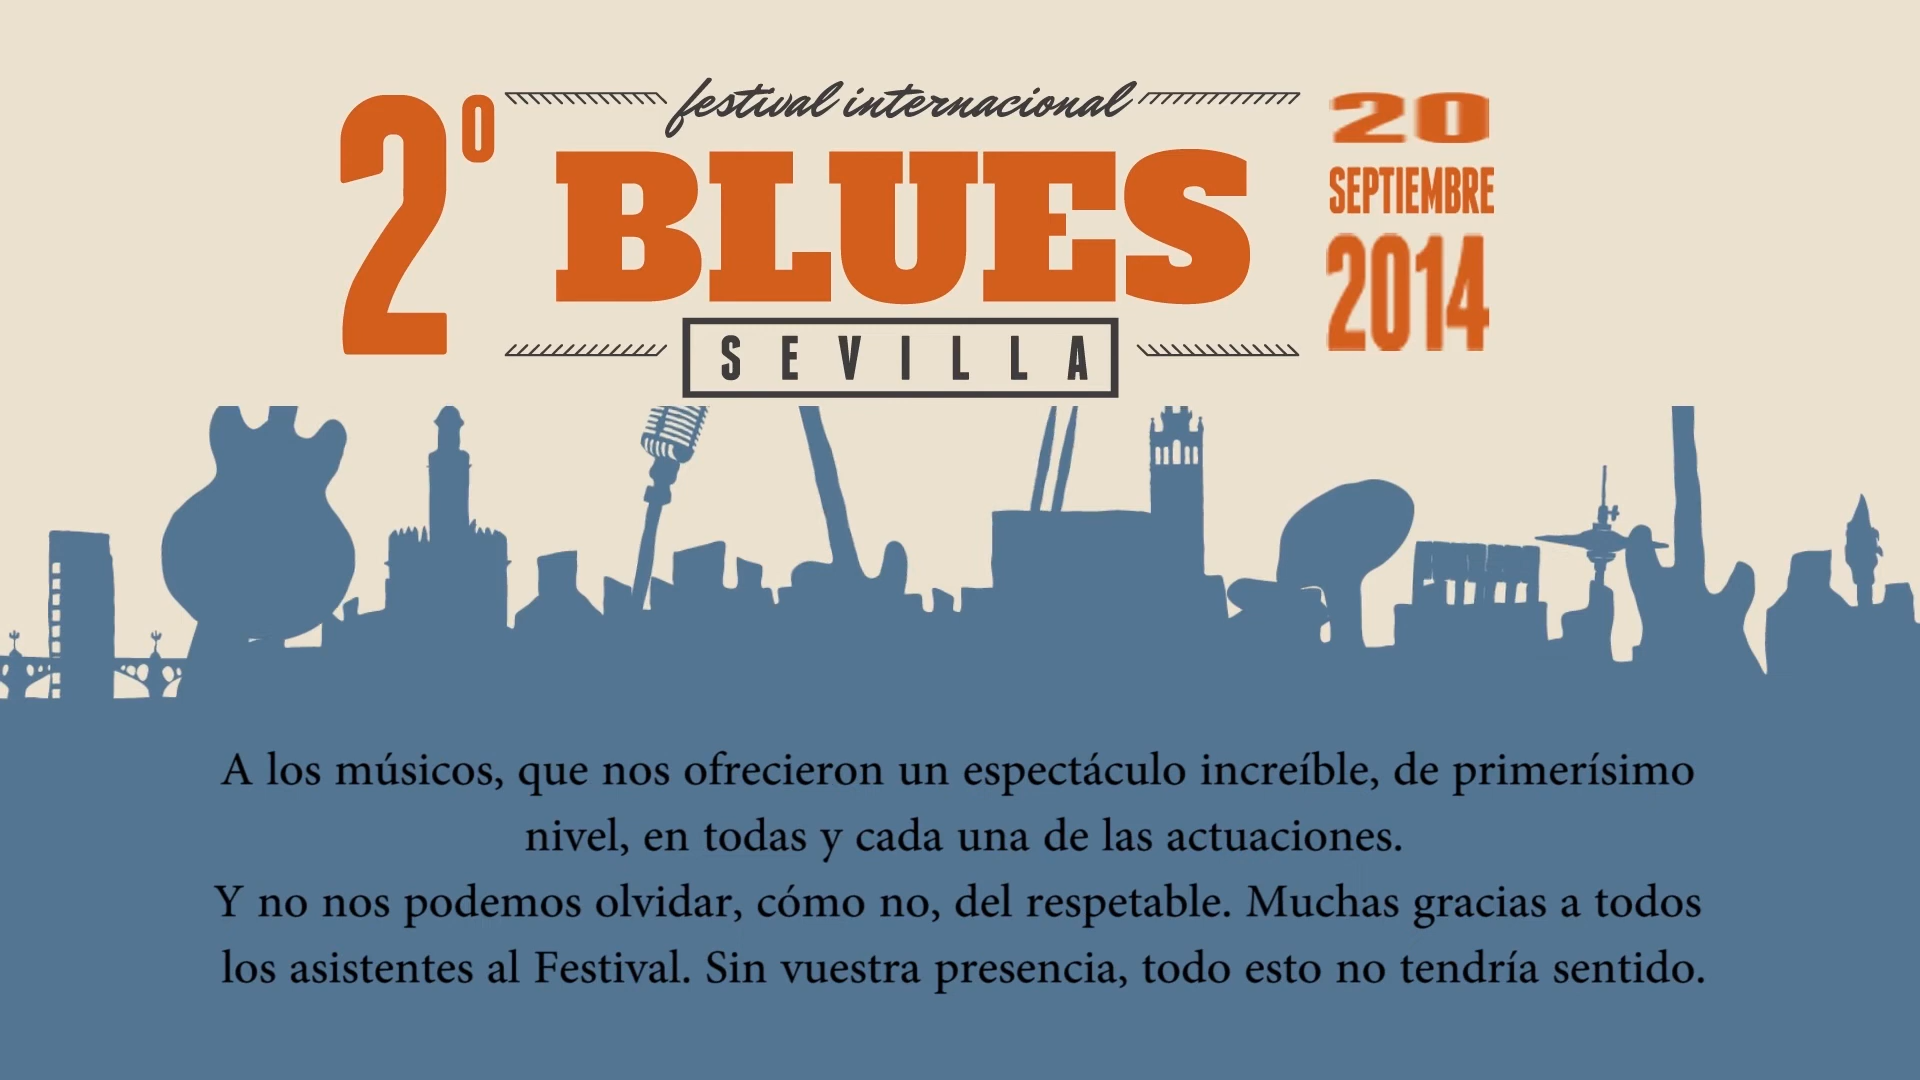 2º
festival internacional
BLUES
SEVILLA
20
SEPTIEMBRE
2014
A los músicos, que nos ofrecieron un espectáculo increíble, de primerísimo
nivel, en todas y cada una de las actuaciones.
Y no nos podemos olvidar, cómo no, del respetable. Muchas gracias a todos
los asistentes al Festival. Sin vuestra presencia, todo esto no tendría sentido.